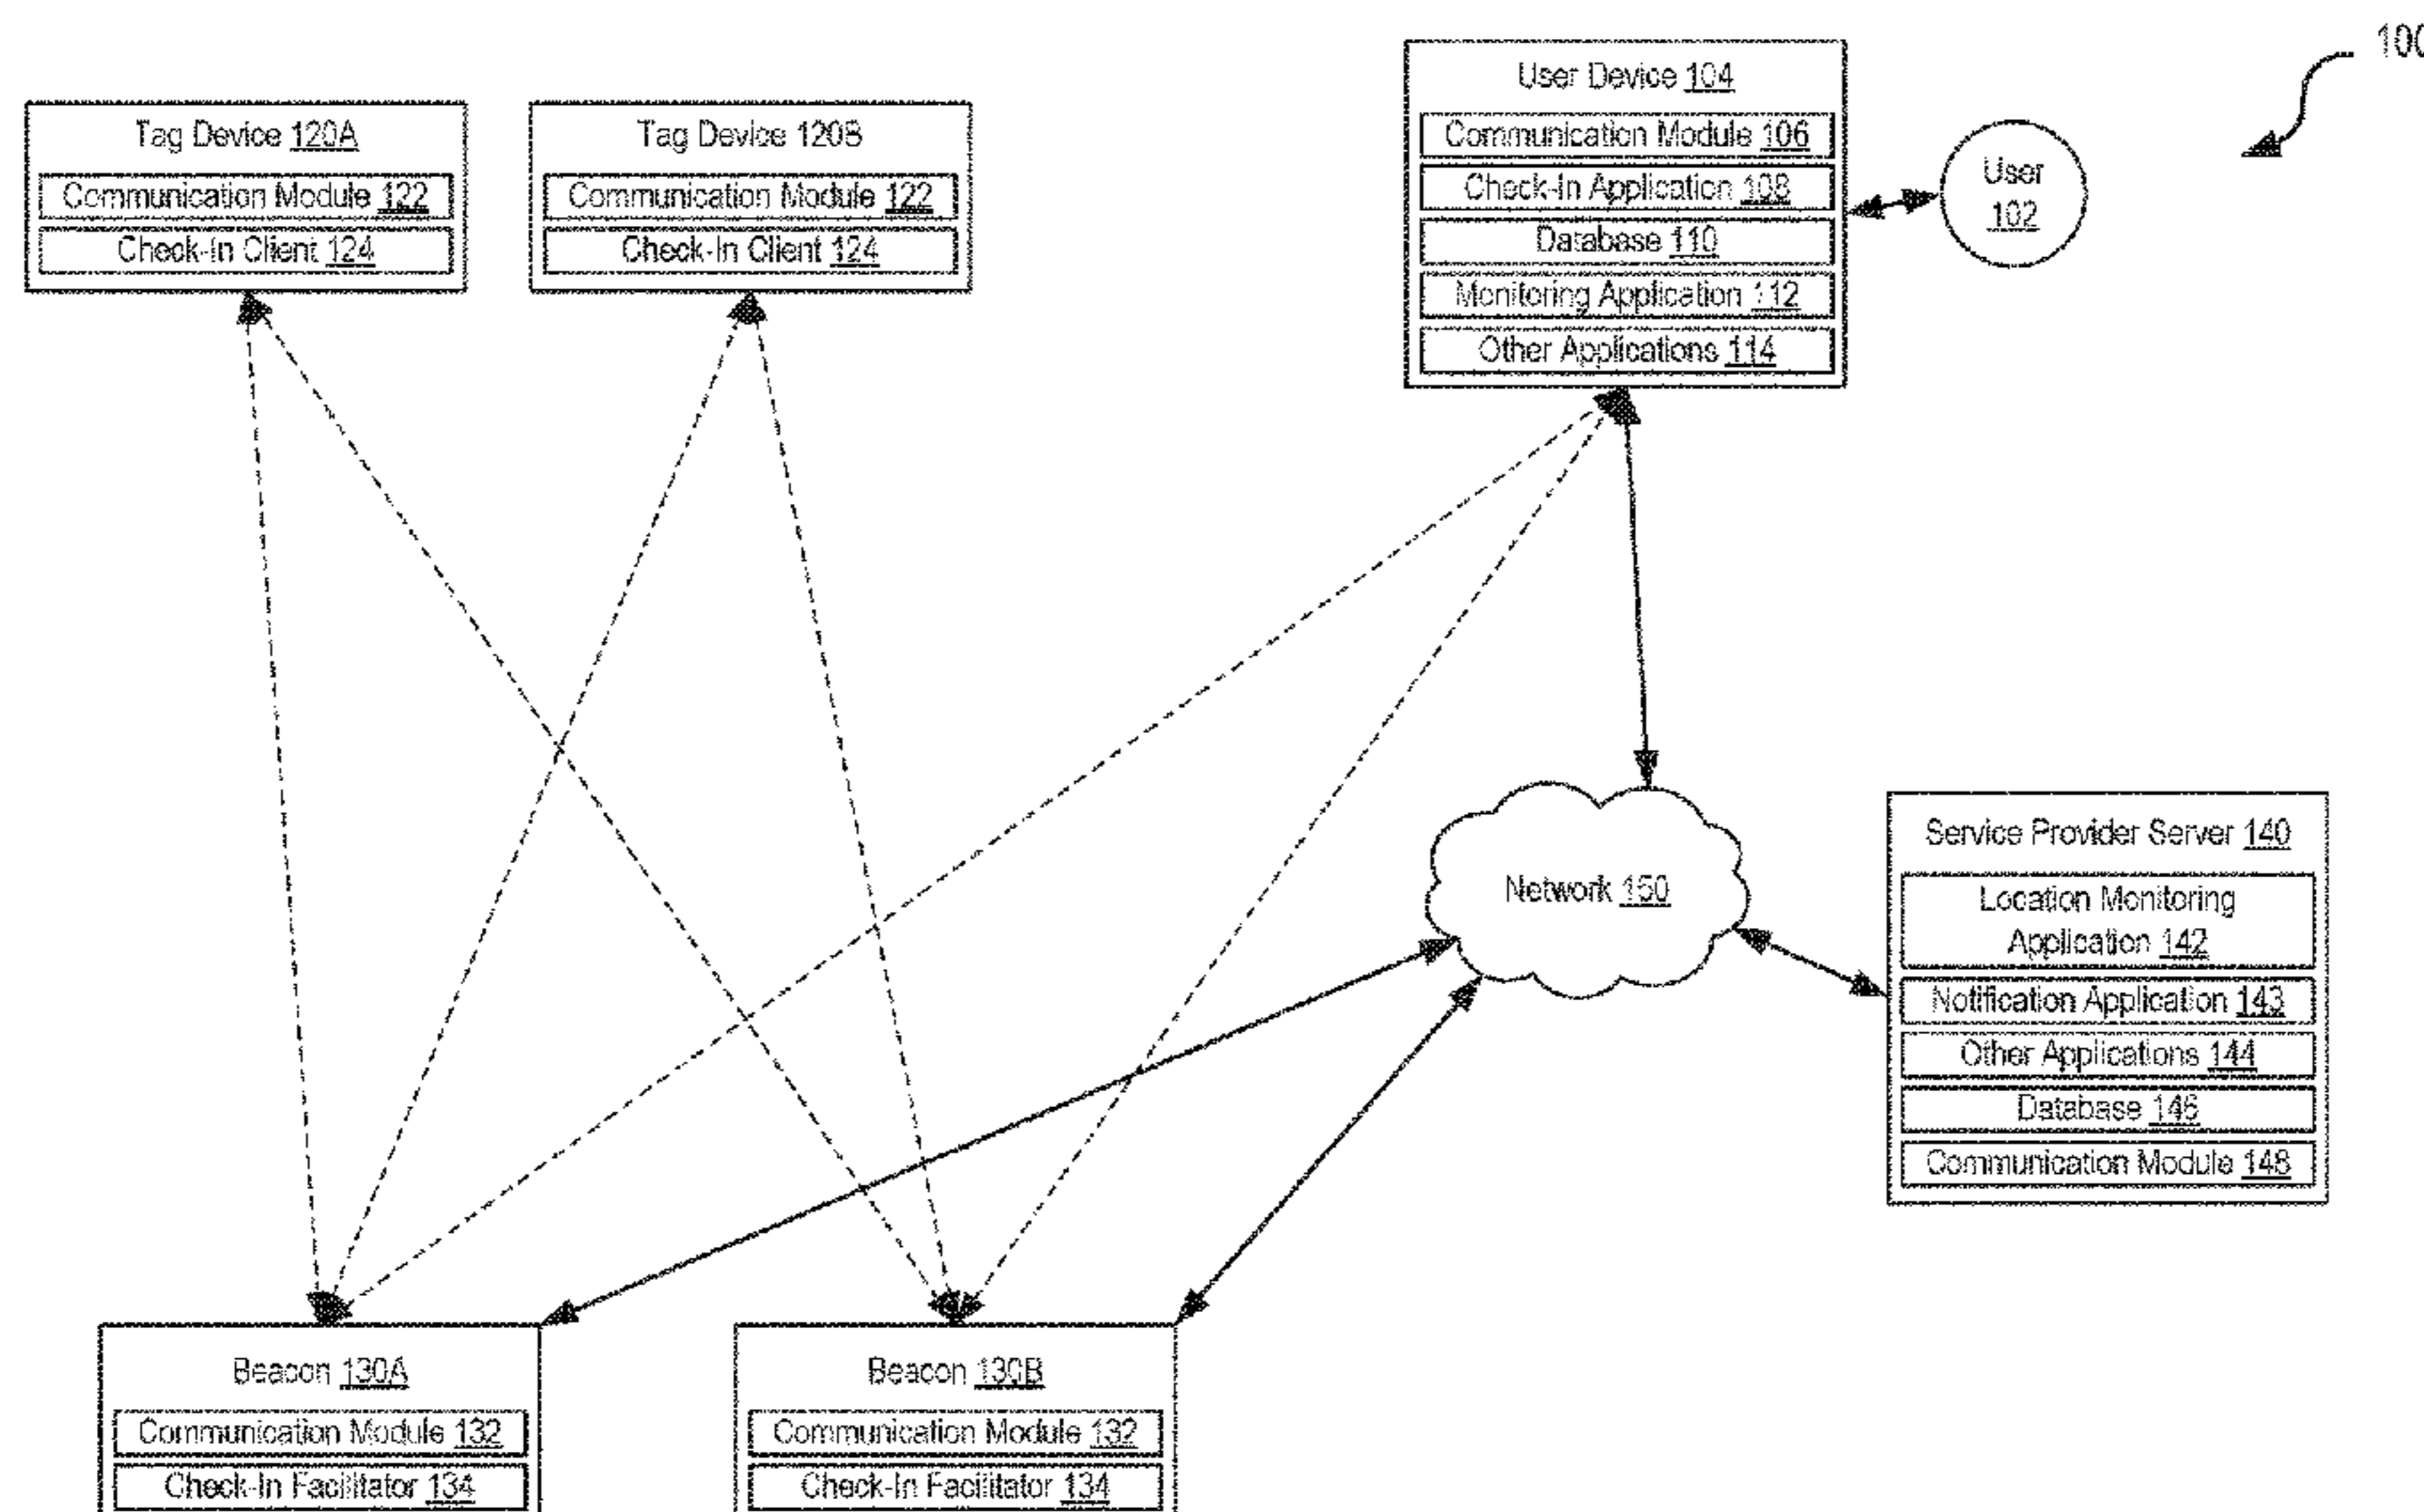 100
User Device 104
Communication Module 106
Check-In Application 108
Database 110
Monitoring Application 112
Other Applications 114
User
102
Tag Device 120A
Communication Module 122
Check-In Client 124
Tag Device 120B
Communication Module 122
Check-In Client 124
Network 150
Service Provider Server 140
Location Monitoring
Application 142
Notification Application 143
Other Applications 144
Database 146
Communication Module 148
Beacon 130A
Communication Module 132
Check-In Facilitator 134
Beacon 130B
Communication Module 132
Check-In Facilitator 134